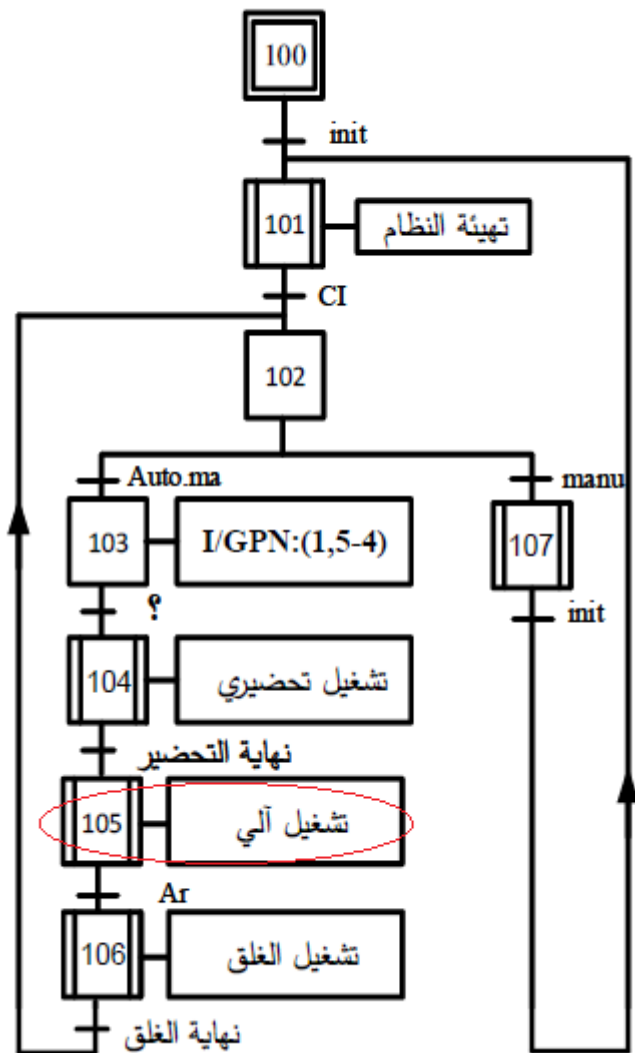 100
init
101
تهيئة النظام
CI
102
Auto.ma
manu
103
I/GPN:(1,5-4)
107
؟
init
104
تشغيل تحضيري
نهاية التحضير
105
تشغيل آلي
Ar
106
تشغيل الغلق
نهاية الغلق